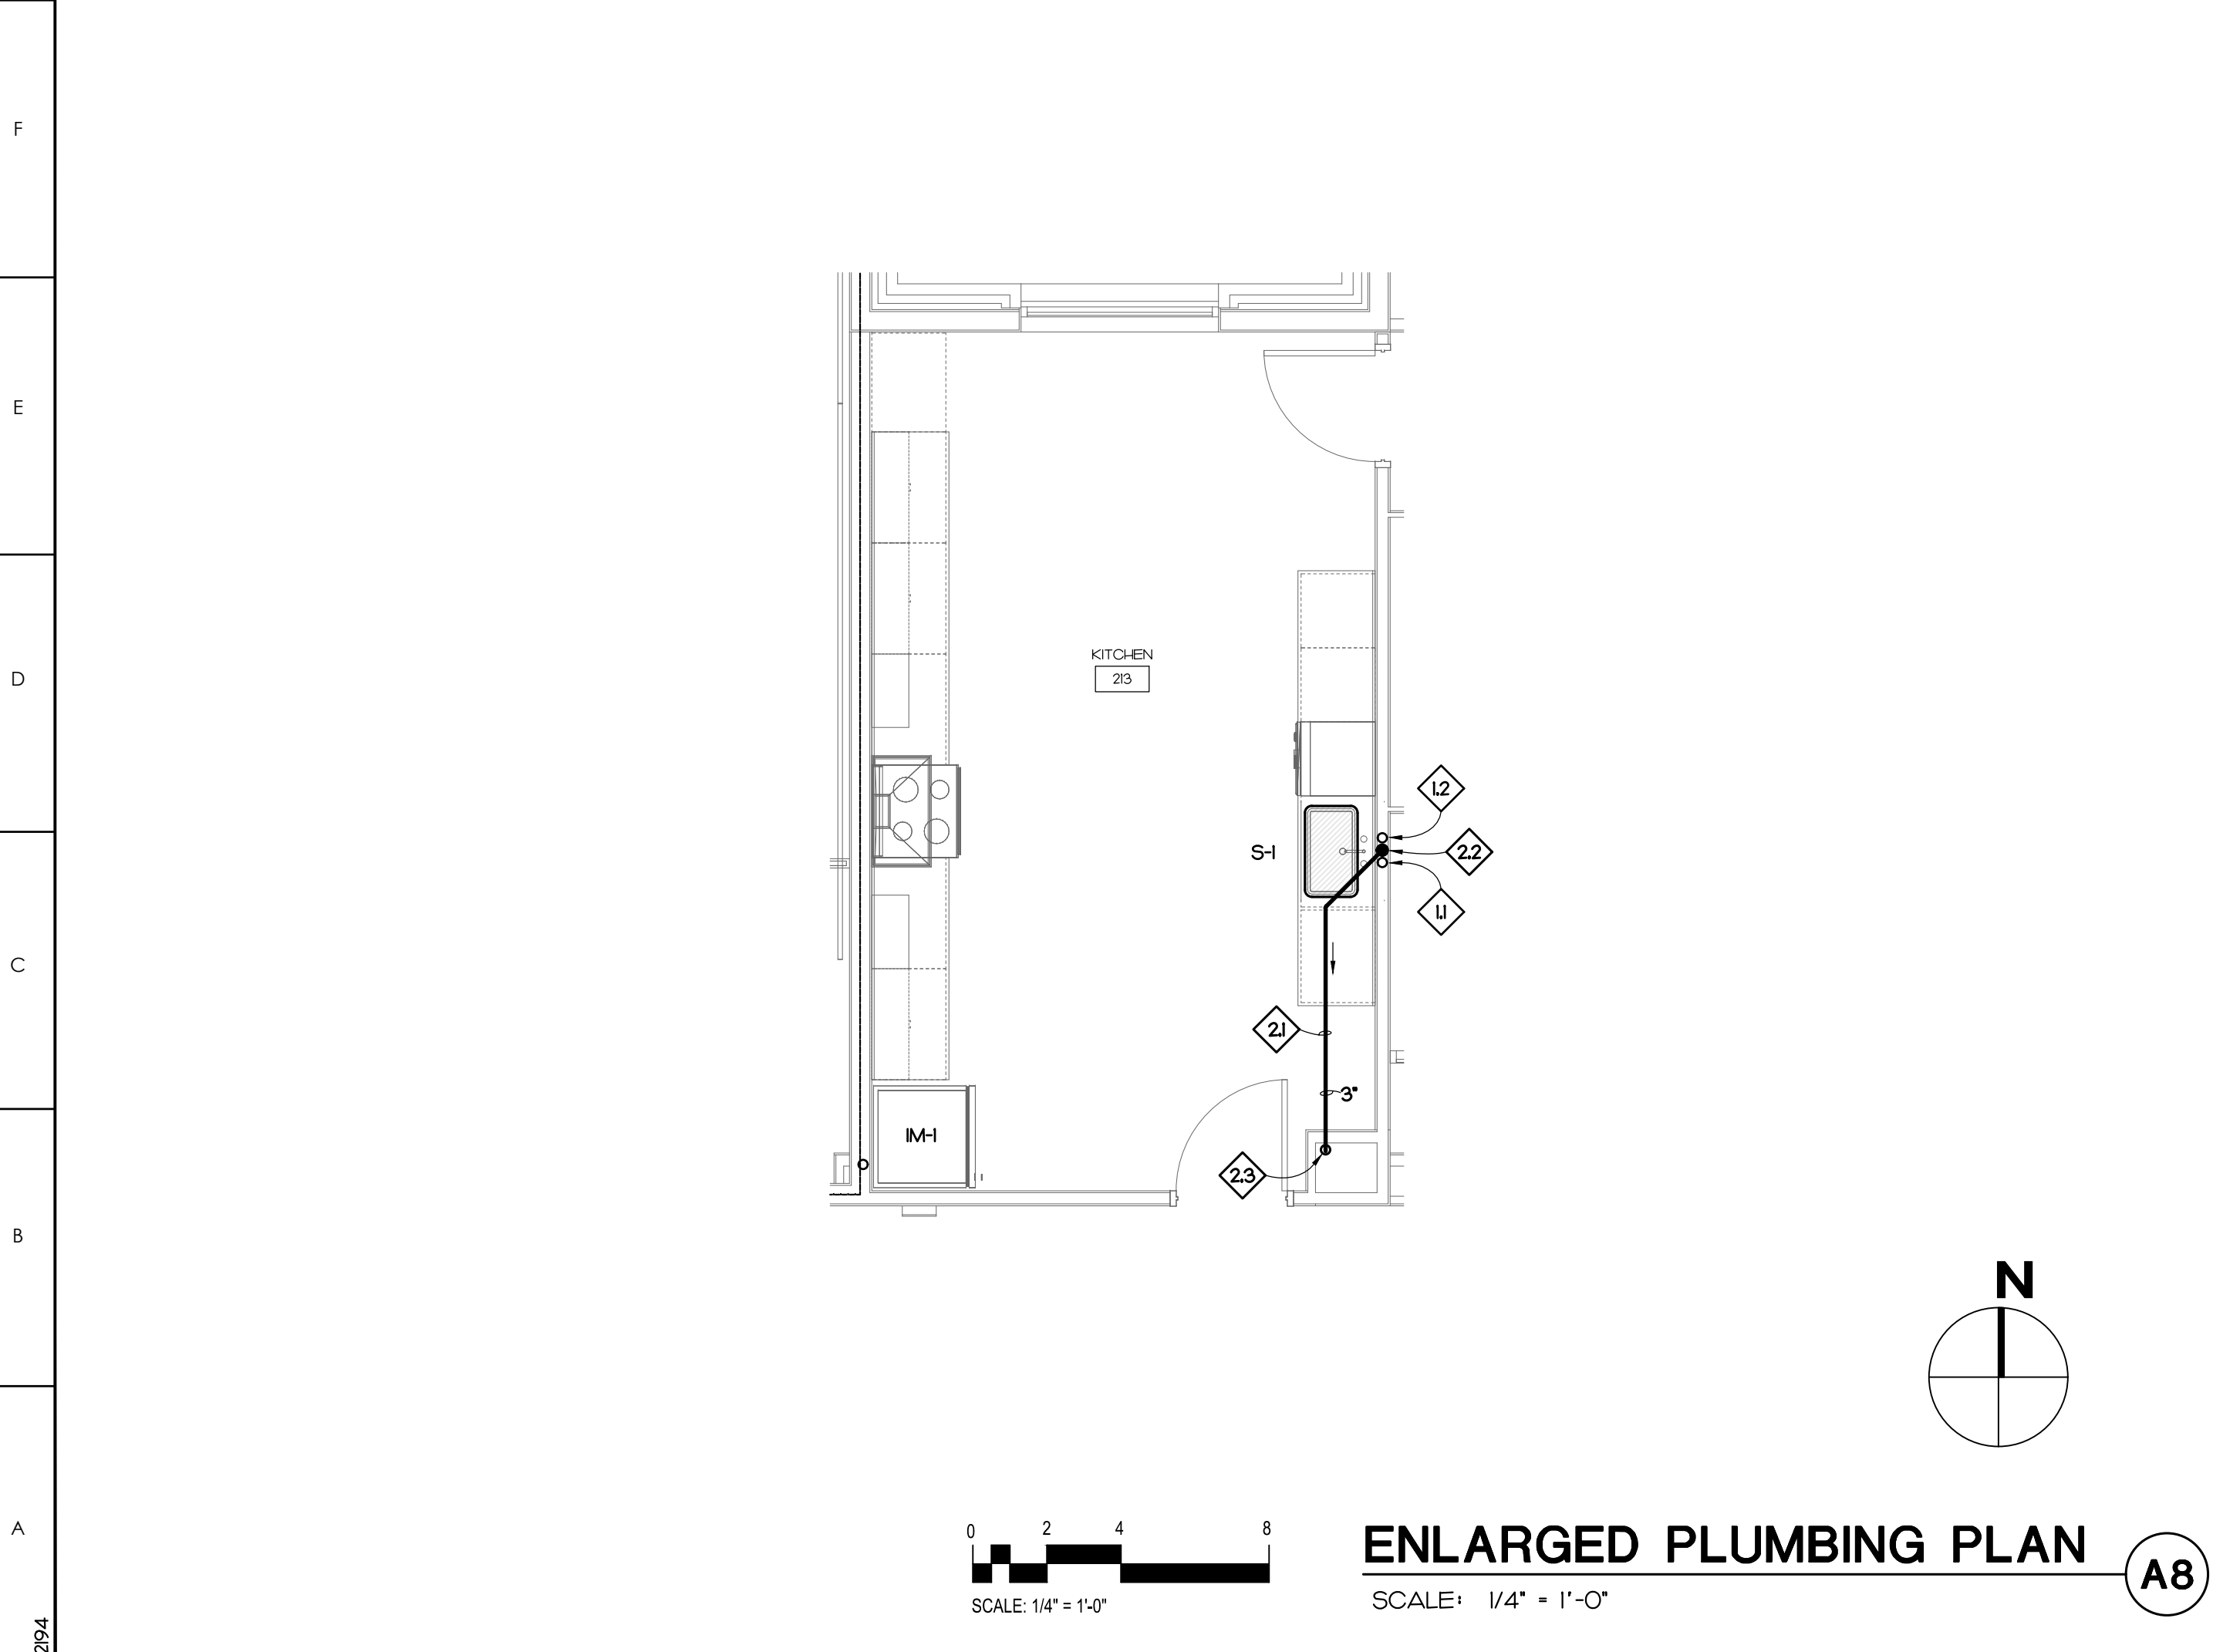 F
E
D
C
B
A
2194
KITCHEN
213
1.2
2.2
S-1
1.1
2.1
3"
IM-1
2.3
N
0 2 4 8
SCALE: 1/4" = 1'-0"
ENLARGED PLUMBING PLAN
A8
SCALE: 1/4" = 1'-0"